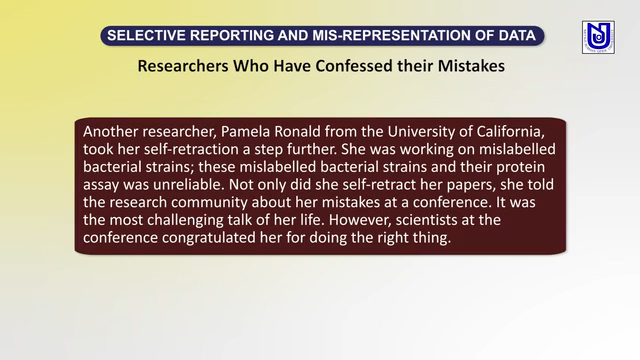 SELECTIVE REPORTING AND MIS-REPRESENTATION OF DATA
Researchers Who Have Confessed their Mistakes
Another researcher, Pamela Ronald from the University of California,
took her self-retraction a step further. She was working on mislabelled
bacterial strains; these mislabelled bacterial strains and their protein
assay was unreliable. Not only did she self-retract her papers, she told
the research community about her mistakes at a conference. It was
the most challenging talk of her life. However, scientists at the
conference congratulated her for doing the right thing.